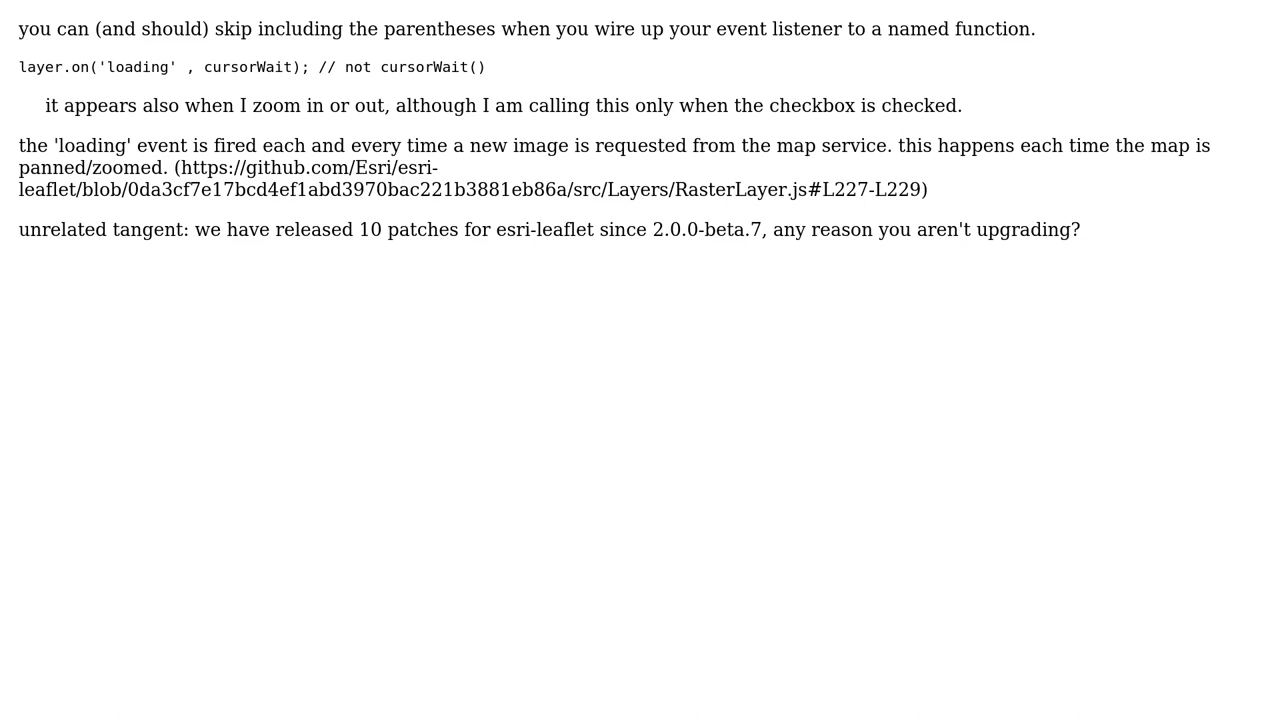 you can (and should) skip including the parentheses when you wire up your event listener to a named function.
layer.on('loading' , cursorWait); // not cursorWait()
it appears also when I zoom in or out, although I am calling this only when the checkbox is checked.
the 'loading' event is fired each and every time a new image is requested from the map service. this happens each time the map is
panned/zoomed. (https://github.com/Esri/esri-
leaflet/blob/0da3cf7e17bcd4ef1abd3970bac221b3881eb86a/src/Layers/RasterLayer.js#L227-L229)
unrelated tangent: we have released 10 patches for esri-leaflet since 2.0.0-beta.7, any reason you aren't upgrading?